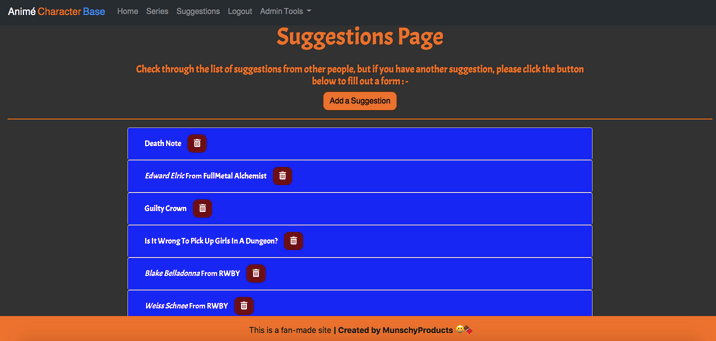 Animé Character Base Home Series Suggestions Logout Admin Tools
Suggestions Page
Check through the list of suggestions from other people, but if you have another suggestion, please click the button
below to fill out a form : -
Add a Suggestion
Death Note
Edward Elric From FullMetal Alchemist
Guilty Crown
Is It Wrong To Pick Up Girls In A Dungeon?
Blake Belladonna From RWBY
Weiss Schnee From RWBY
This is a fan-made site | Created by MunschyProducts